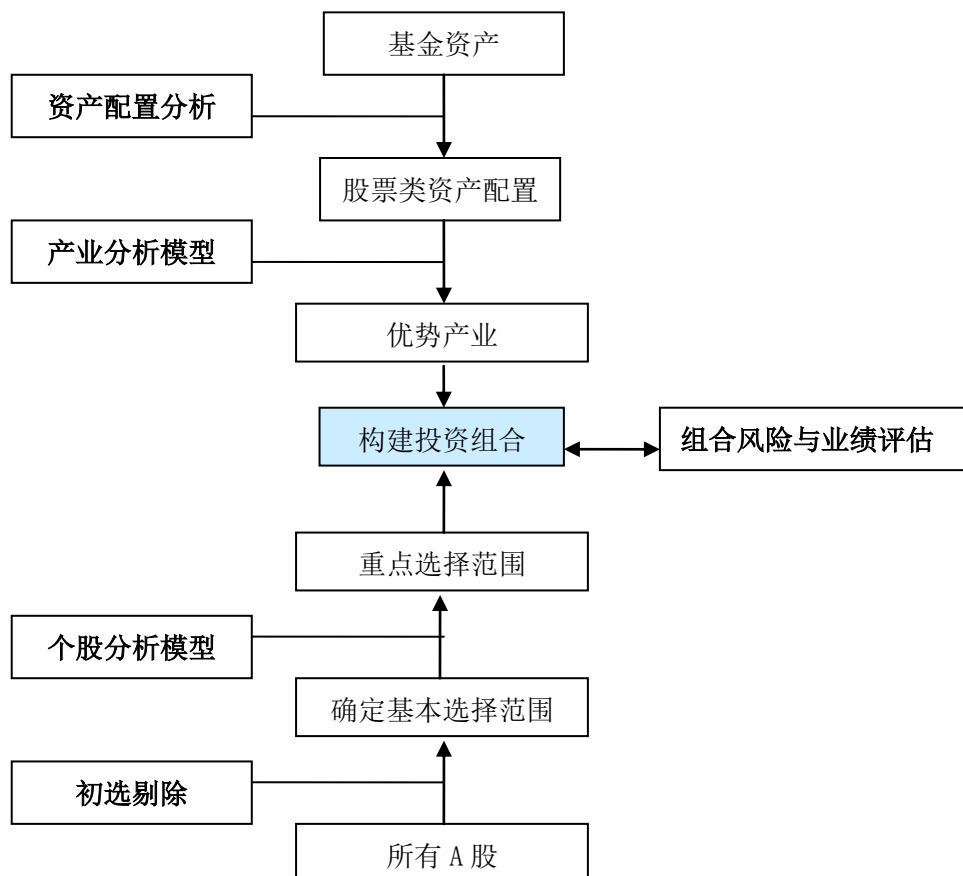 基金资产
资产配置分析
股票类资产配置
产业分析模型
优势产业
构建投资组合
组合风险与业绩评估
重点选择范围
个股分析模型
确定基本选择范围
初选剔除
所有 A 股